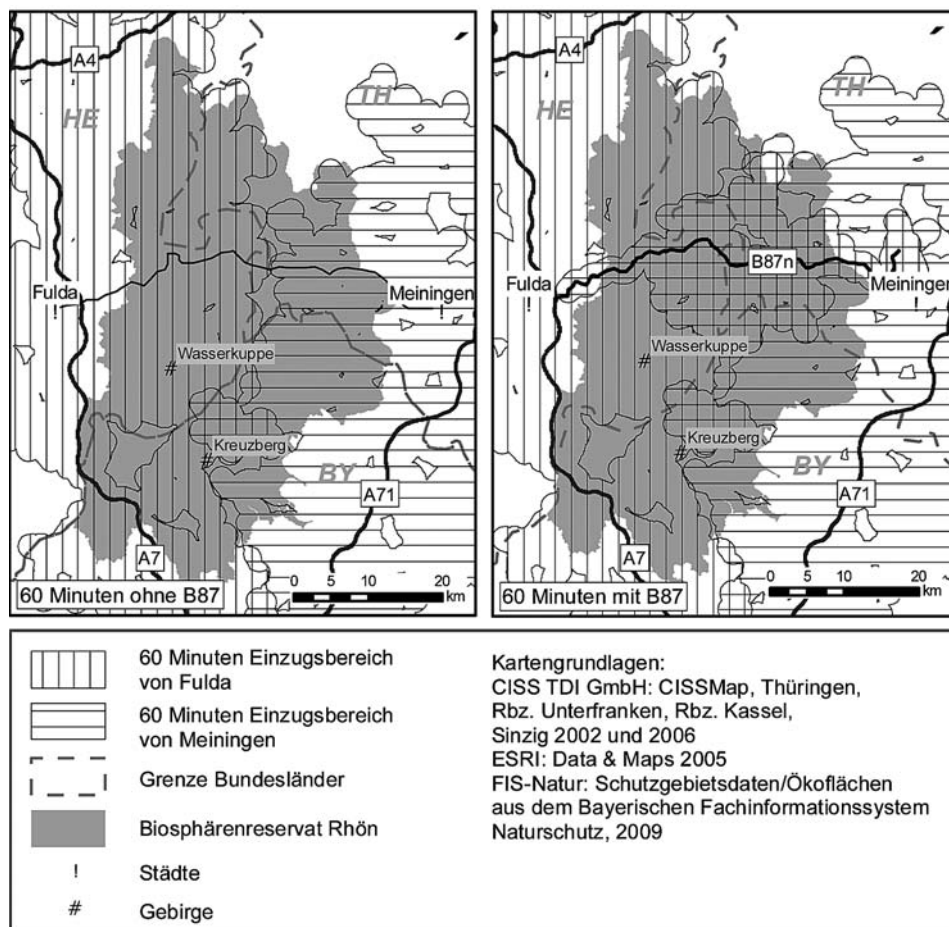 A4
HE
TH
Fulda
!
Meiningen
!
Wasserkuppe
#
Kreuzberg
#
BY
A71
A7
60 Minuten ohne B87
0 5 10 20
km
A4
HE
TH
B87n
Fulda
!
Meiningen
!
Wasserkuppe
#
Kreuzberg
#
BY
A71
A7
60 Minuten mit B87
0 5 10 20
km
60 Minuten Einzugsbereich
von Fulda
60 Minuten Einzugsbereich
von Meiningen
Grenze Bundesländer
Biosphärenreservat Rhön
! Städte
# Gebirge
Kartengrundlagen:
CISS TDI GmbH: CISSMap, Thüringen,
Rbz. Unterfranken, Rbz. Kassel,
Sinzig 2002 und 2006
ESRI: Data & Maps 2005
FIS-Natur: Schutzgebietsdaten/Ökoflächen
aus dem Bayerischen Fachinformationssystem
Naturschutz, 2009